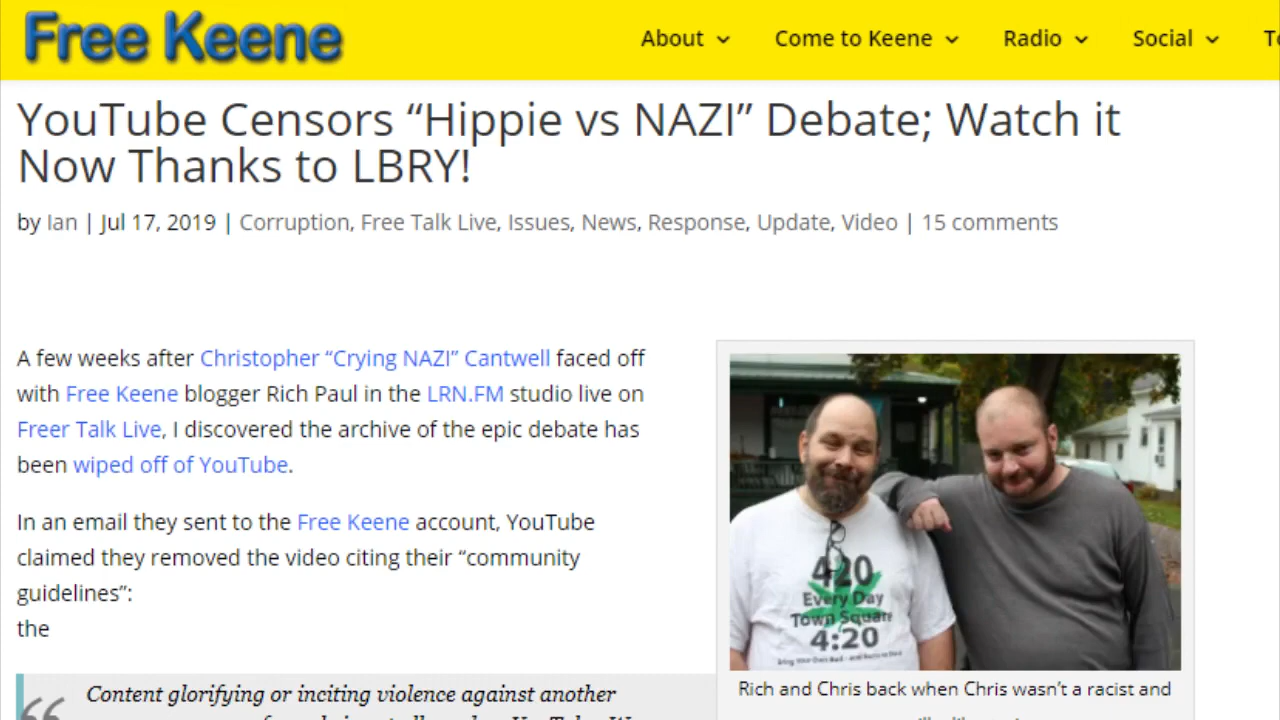 Free Keene
About
Come to Keene
Radio
Social
YouTube Censors “Hippie vs NAZI” Debate; Watch it
Now Thanks to LBRY!
by Ian | Jul 17, 2019 | Corruption, Free Talk Live, Issues, News, Response, Update, Video | 15 comments
A few weeks after Christopher “Crying NAZI” Cantwell faced off
with Free Keene blogger Rich Paul in the LRN.FM studio live on
Freer Talk Live, I discovered the archive of the epic debate has
been wiped off of YouTube.
In an email they sent to the Free Keene account, YouTube
claimed they removed the video citing their “community
guidelines”:
the
Content glorifying or inciting violence against another
420
Every Day
Town Square
4:20
Rich and Chris back when Chris wasn’t a racist and